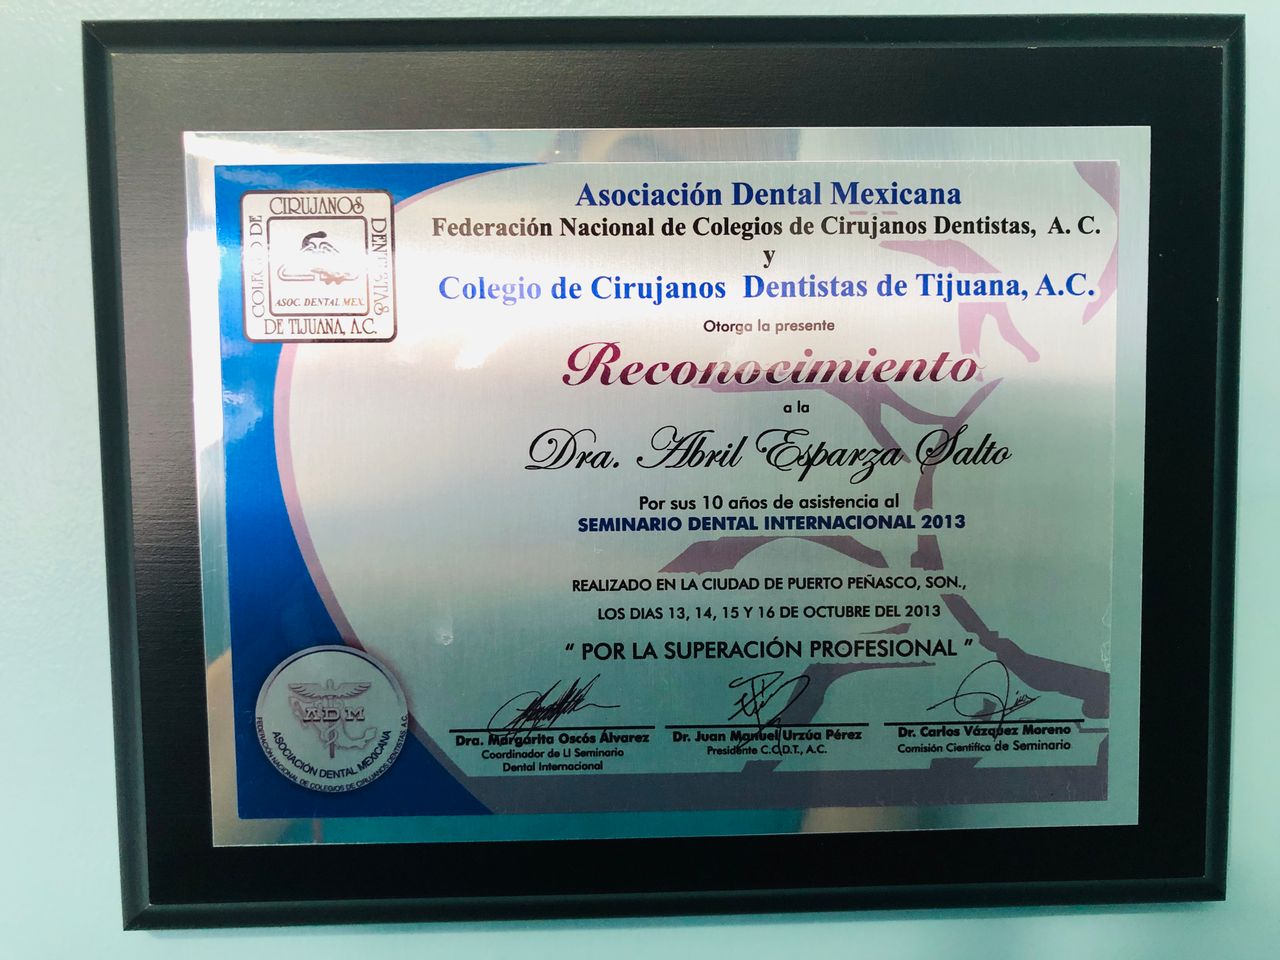 CIRUJANOS
COLEGIO DE
DENTISTAS
ASOC. DENTAL MEX.
DE TIJUANA, A.C.
Asociación Dental Mexicana
Federación Nacional de Colegios de Cirujanos Dentistas, A. C.
y
Colegio de Cirujanos Dentistas de Tijuana, A.C.
Otorga la presente
Reconocimiento
a la
Dra. Abril Esparza Salto
Por sus 10 años de asistencia al
SEMINARIO DENTAL INTERNACIONAL 2013
REALIZADO EN LA CIUDAD DE PUERTO PEÑASCO, SON.,
LOS DIAS 13, 14, 15 Y 16 DE OCTUBRE DEL 2013
“ POR LA SUPERACIÓN PROFESIONAL ”
Dra. Margarita Oscós Álvarez
Coordinador de LI Seminario
Dental Internacional
Dr. Juan Manuel Urzúa Pérez
Presidente C.C.D.T., A.C.
Dr. Carlos Vázquez Moreno
Comisión Científica de Seminario
ADM
ASOCIACIÓN DENTAL MEXICANA
FEDERACIÓN NACIONAL DE COLEGIOS DE CIRUJANOS DENTISTAS, A.C.